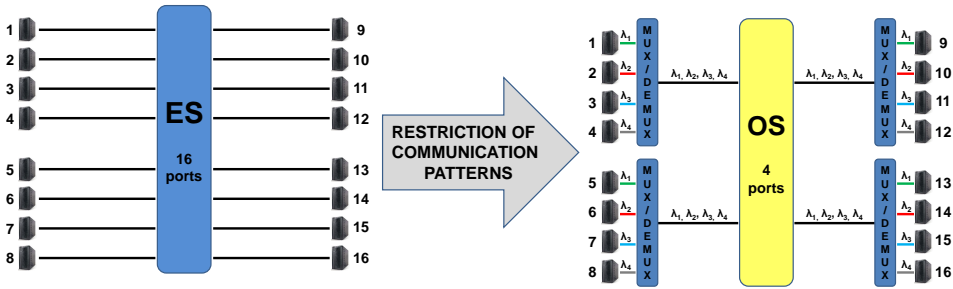 1
2
3
4
5
6
7
8
ES
16
ports
9
10
11
12
13
14
15
16
RESTRICTION OF
COMMUNICATION
PATTERNS
1
2
3
4
λ1
λ2
λ3
λ4
MUX/DEMUX
λ1, λ2, λ3, λ4
5
6
7
8
λ1
λ2
λ3
λ4
MUX/DEMUX
λ1, λ2, λ3, λ4
OS
4
ports
λ1, λ2, λ3, λ4
MUX/DEMUX
λ1
λ2
λ3
λ4
9
10
11
12
λ1, λ2, λ3, λ4
MUX/DEMUX
λ1
λ2
λ3
λ4
13
14
15
16